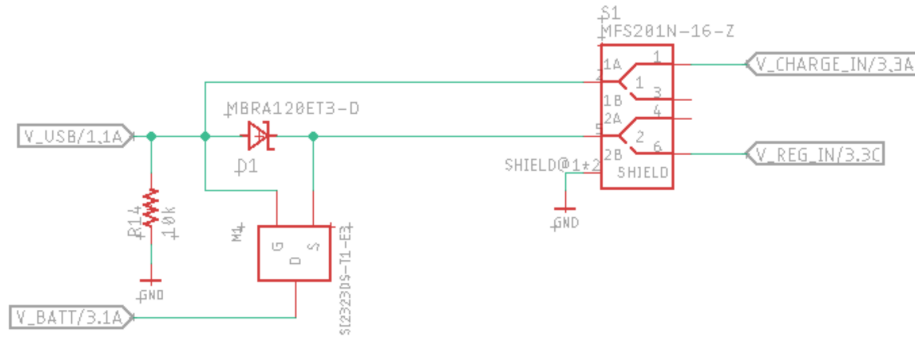 S1
MFS201N-16-Z
1A
1
V_CHARGE_IN/3.3A
2
1
MBRA120ET3-D
1B
3
2A
4
V_USB/1.1A
5
2
D1
2B
6
V_REG_IN/3.3C
SHIELD@1*2
SHIELD
R14
10k
GND
M1
G
S
D
SI2323DS-T1-E3
GND
V_BATT/3.1A